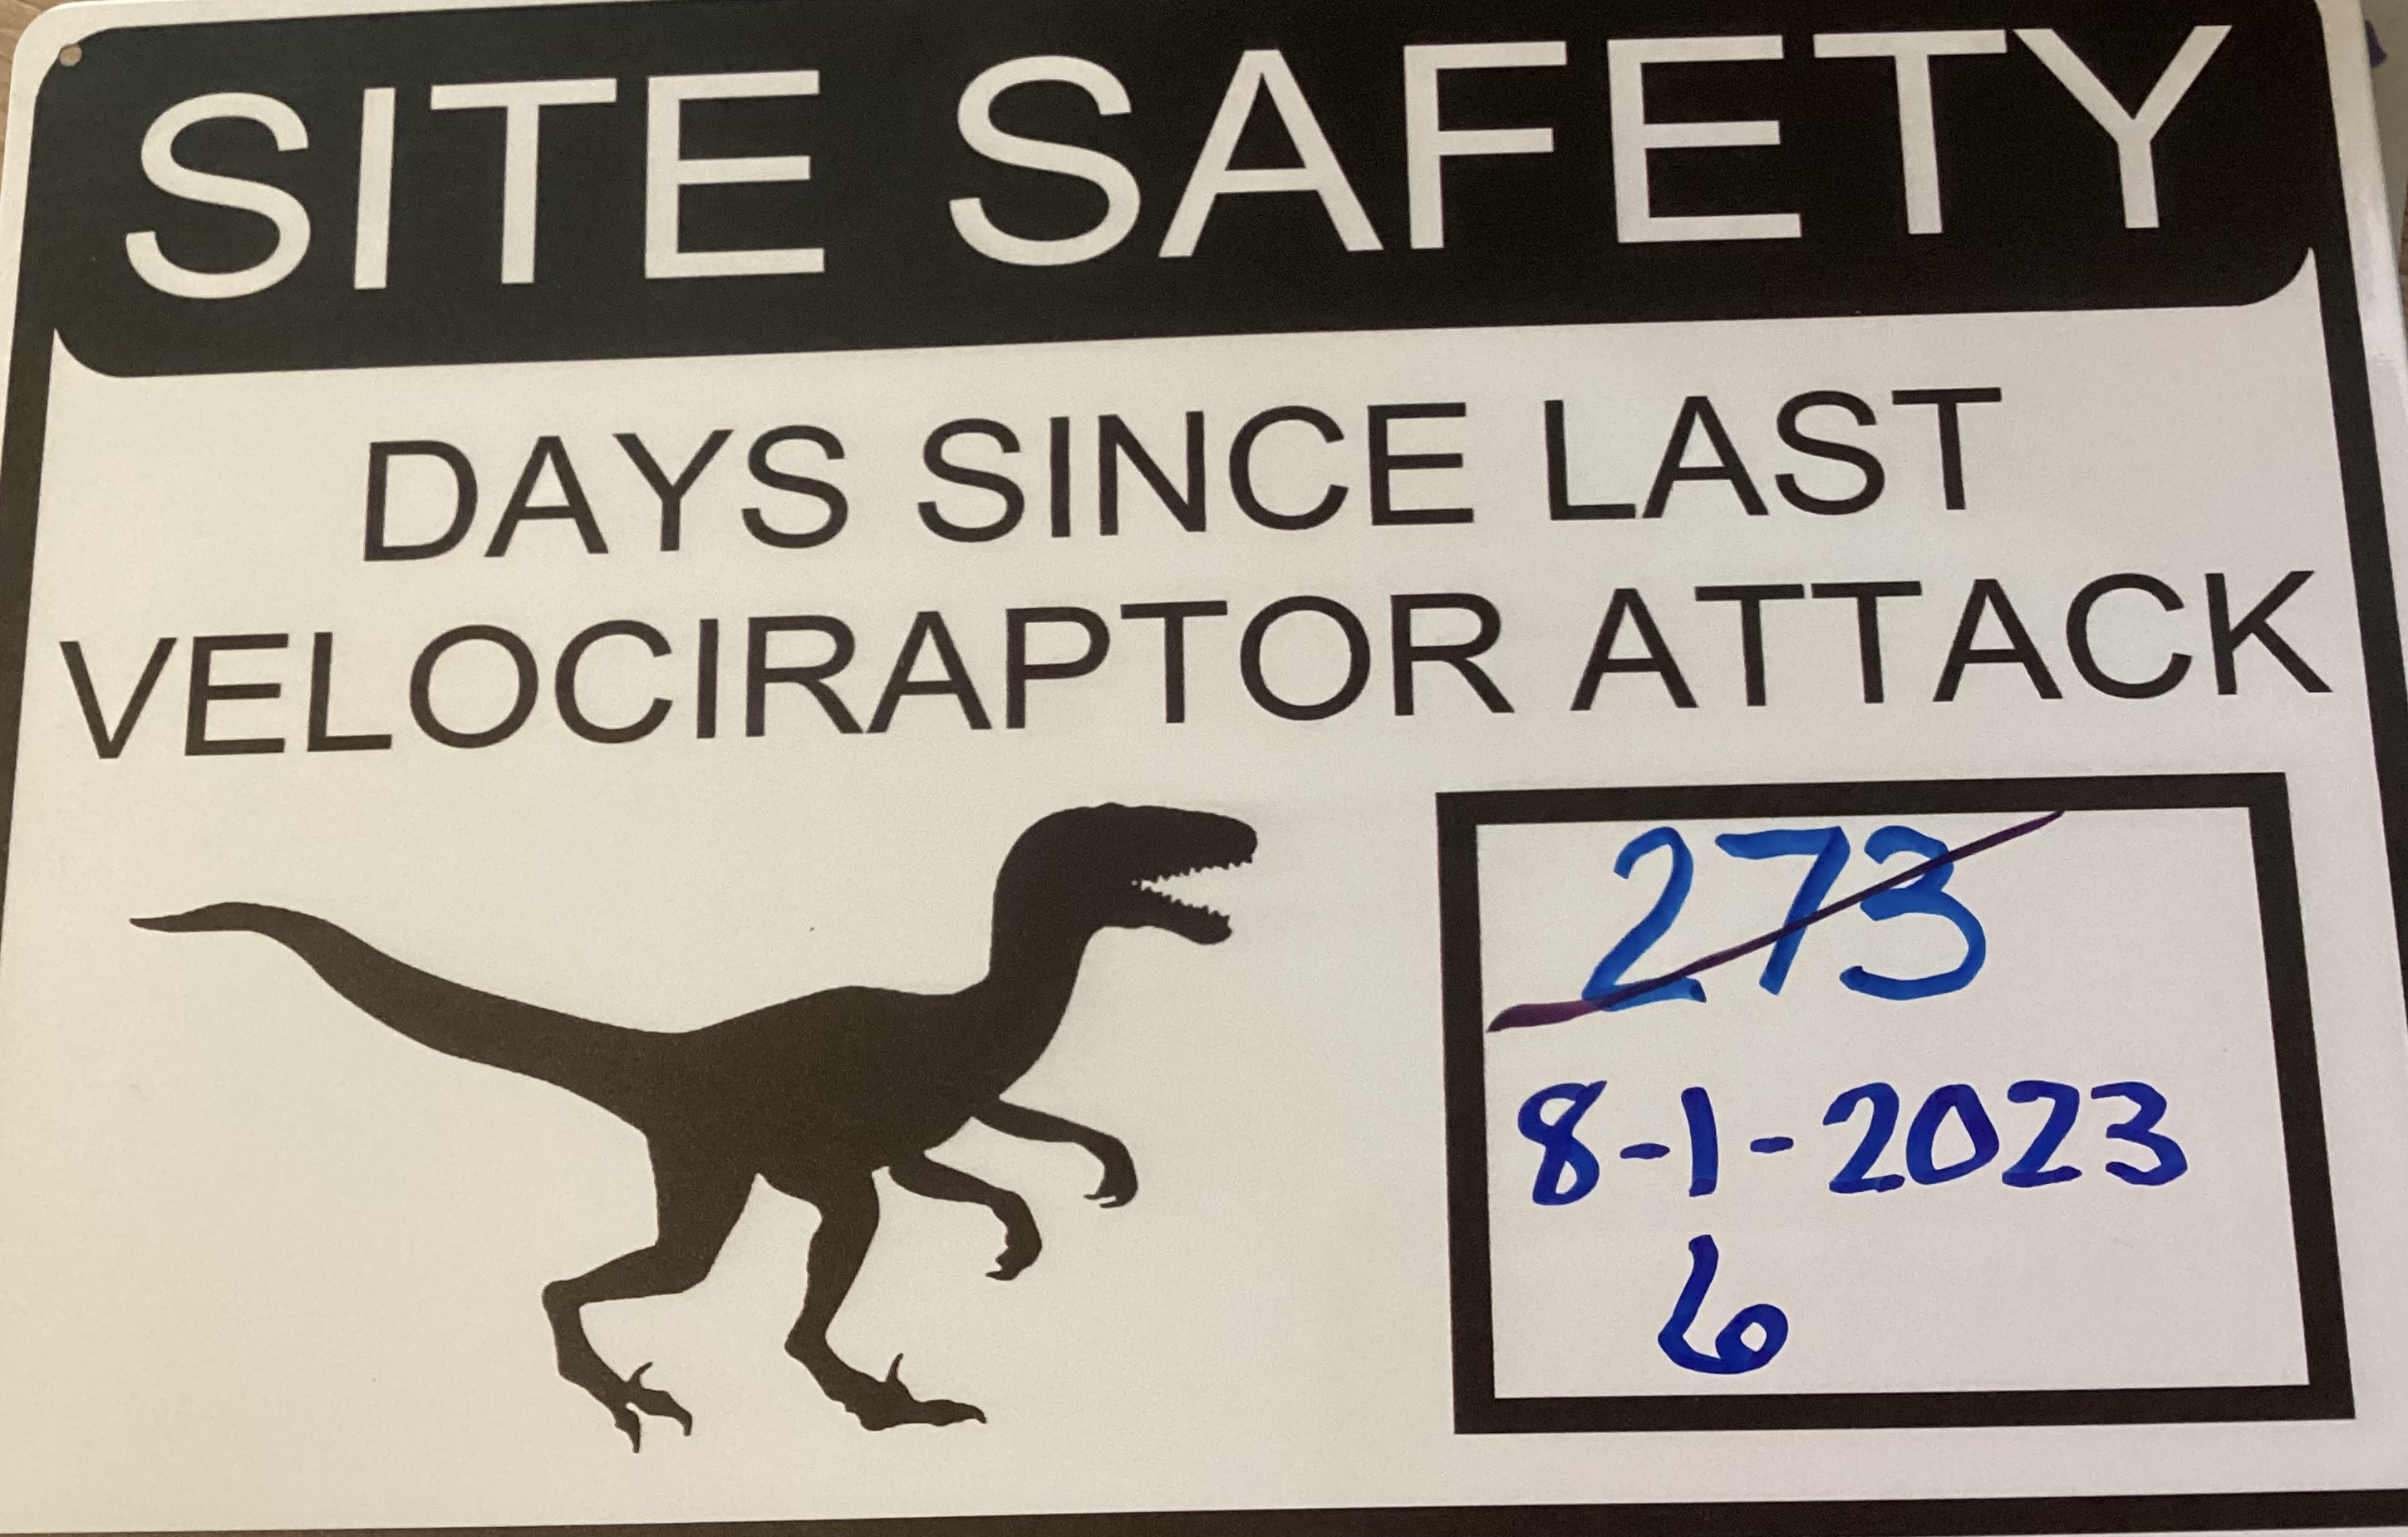 SITE SAFETY
DAYS SINCE LAST
VELOCIRAPTOR ATTACK
273
8-1-2023
6